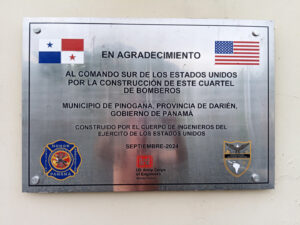 EN AGRADECIMIENTO
AL COMANDO SUR DE LOS ESTADOS UNIDOS
POR LA CONSTRUCCIÓN DE ESTE CUARTEL
DE BOMBEROS
MUNICIPIO DE PINOGANA, PROVINCIA DE DARIÉN,
GOBIERNO DE PANAMÁ
CONSTRUIDO POR EL CUERPO DE INGENIEROS DEL
EJERCITO DE LOS ESTADOS UNIDOS
SEPTIEMBRE-2024
PANAMÁ
US Army Corps
of Engineers